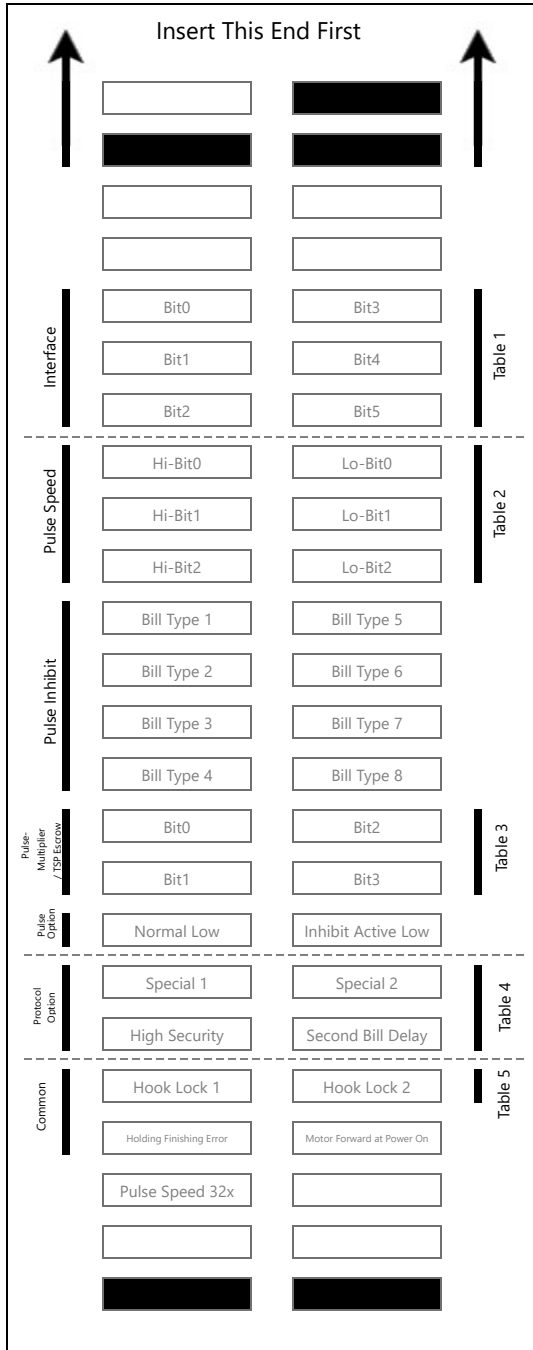 Insert This End First
Interface
Bit0
Bit3
Table 1
Bit1
Bit4
Bit2
Bit5
Pulse Speed
Hi-Bit0
Lo-Bit0
Table 2
Hi-Bit1
Lo-Bit1
Hi-Bit2
Lo-Bit2
Pulse Inhibit
Bill Type 1
Bill Type 5
Bill Type 2
Bill Type 6
Bill Type 3
Bill Type 7
Bill Type 4
Bill Type 8
Pulse-
Multiplier
/ TSP Escrow
Bit0
Bit2
Table 3
Bit1
Bit3
Pulse
Option
Normal Low
Inhibit Active Low
Protocol
Option
Special 1
Special 2
Table 4
High Security
Second Bill Delay
Common
Hook Lock 1
Hook Lock 2
Table 5
Holding Finishing Error
Motor Forward at Power On
Pulse Speed 32x